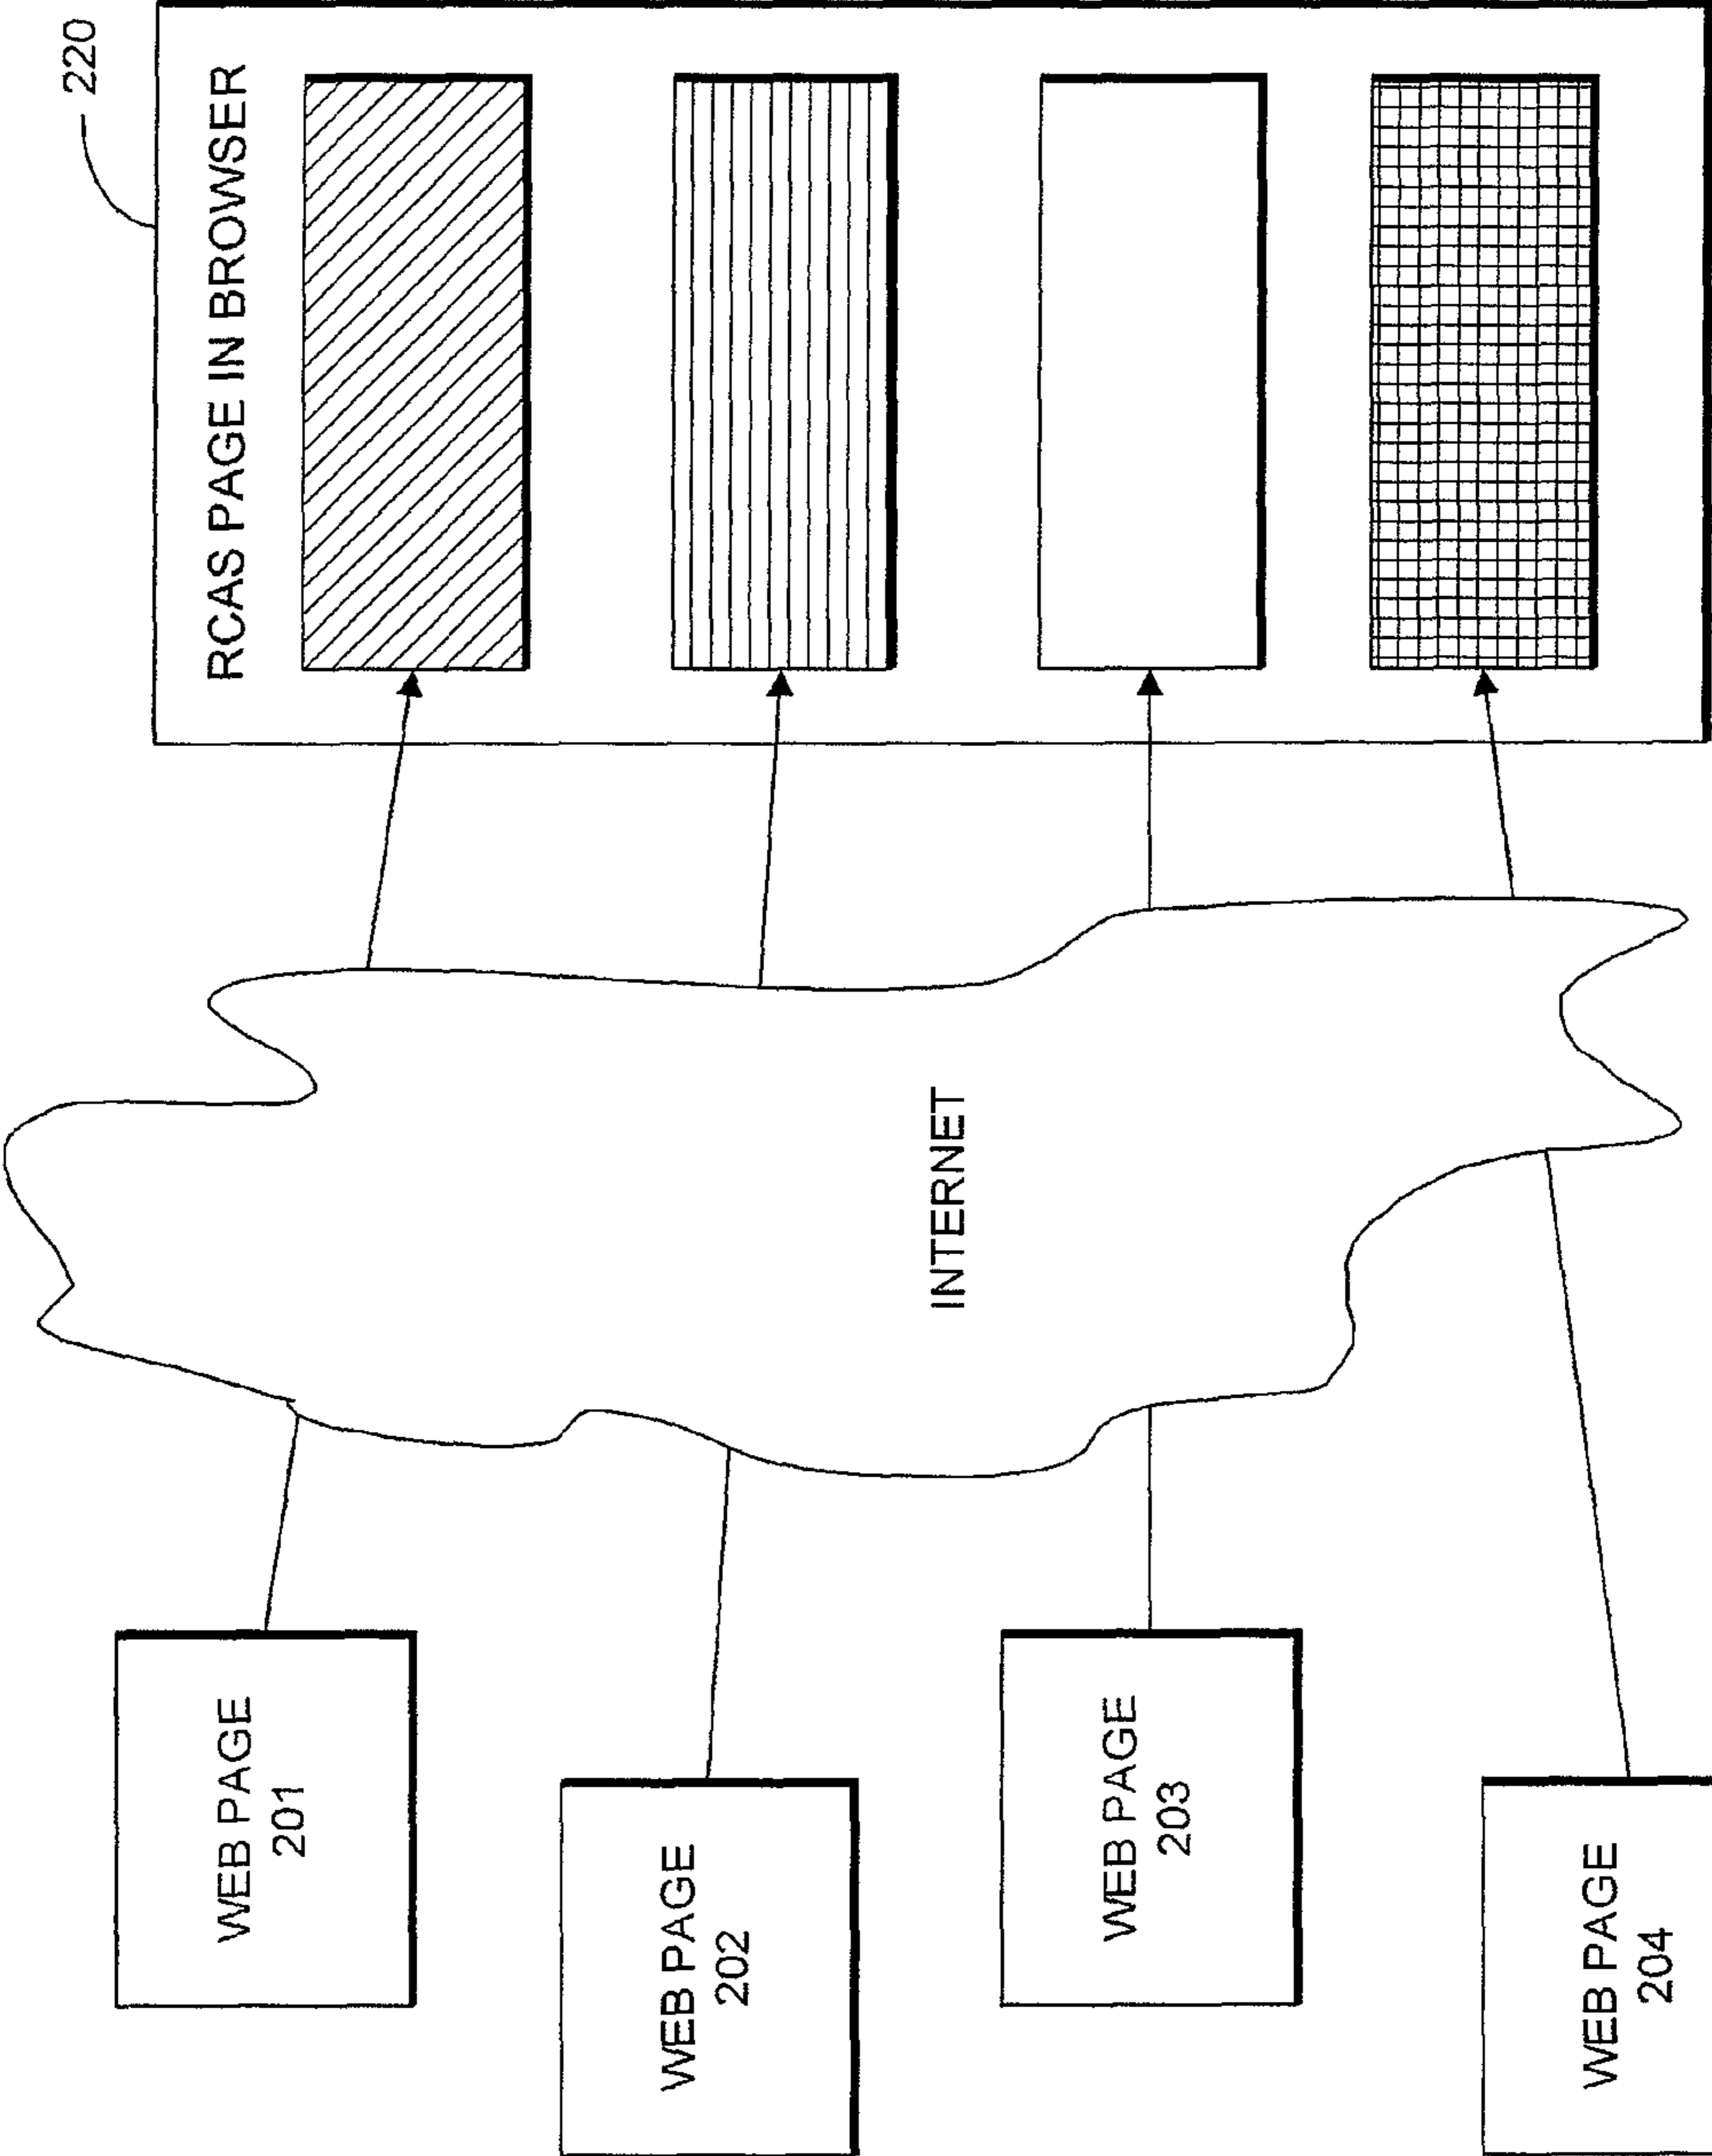 220
RCAS PAGE IN BROWSER
INTERNET
WEB PAGE
201
WEB PAGE
202
WEB PAGE
203
WEB PAGE
204